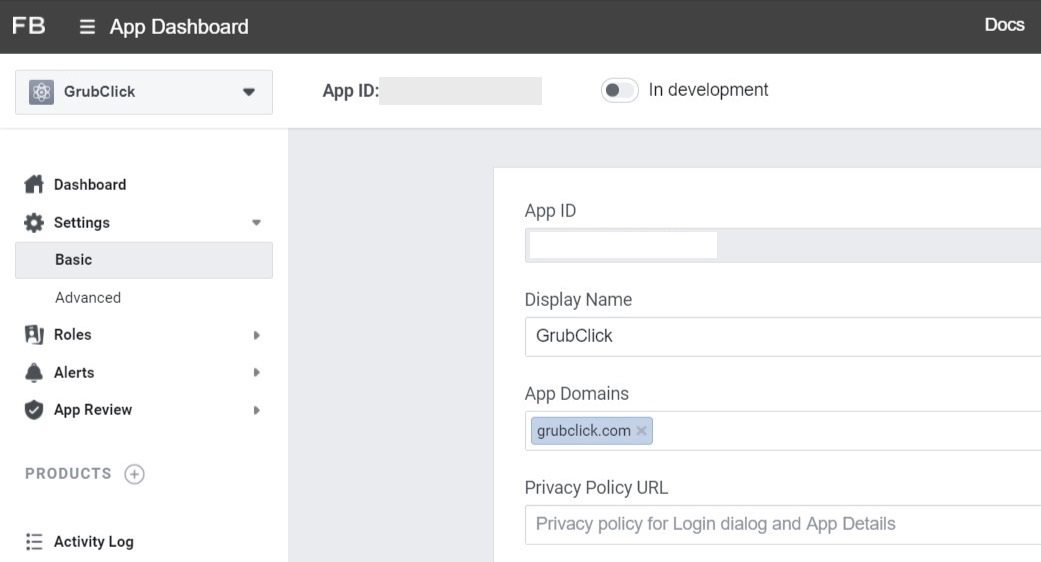 FB App Dashboard Docs
GrubClick App ID: In development
Dashboard
Settings
Basic
Advanced
Roles
Alerts
App Review
PRODUCTS
Activity Log
App ID
Display Name
GrubClick
App Domains
grubclick.com
Privacy Policy URL
Privacy policy for Login dialog and App Details